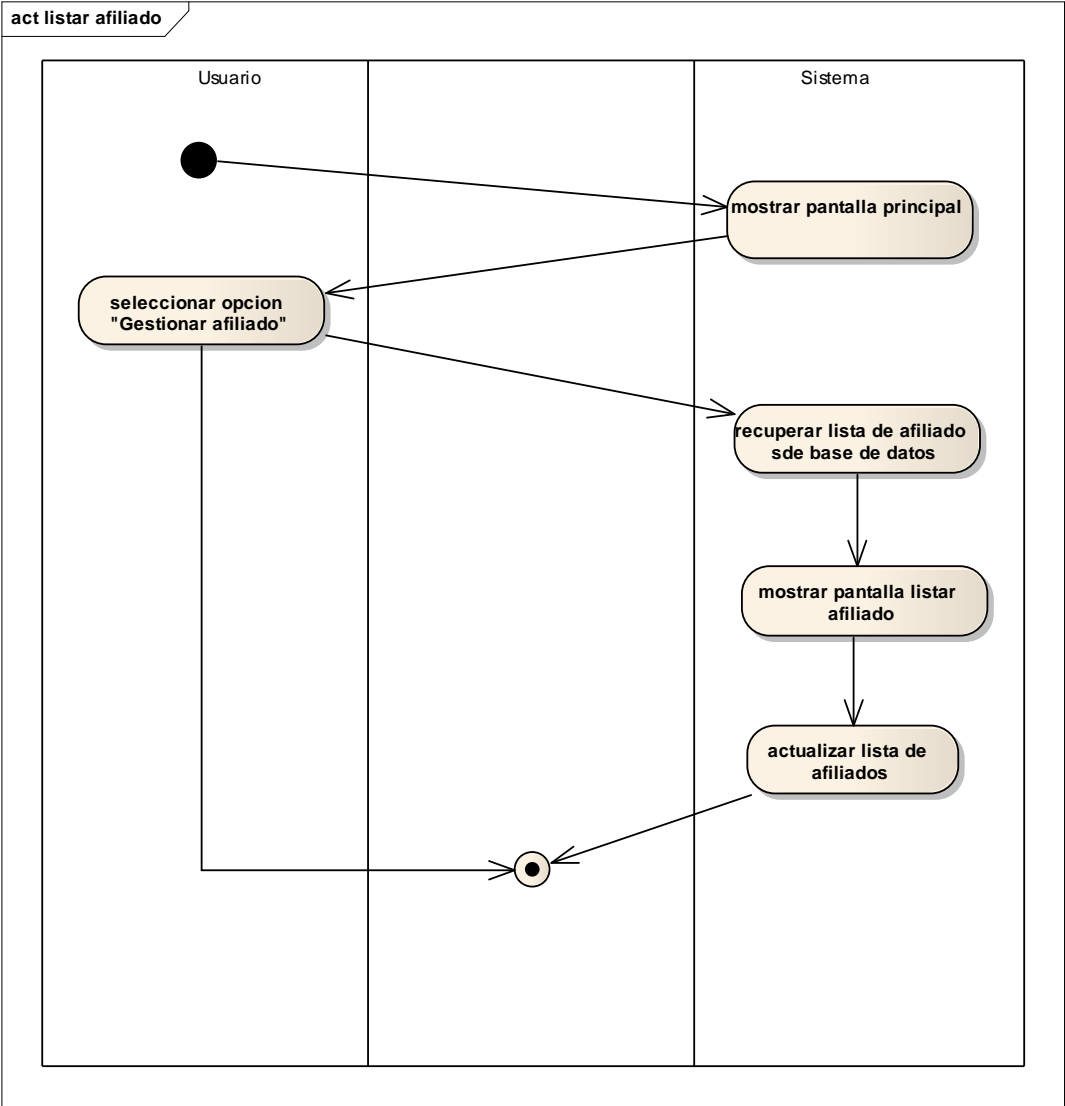 act listar afiliado
Usuario
Sistema
mostrar pantalla principal
seleccionar opcion
"Gestionar afiliado"
recuperar lista de afiliado
sde base de datos
mostrar pantalla listar
afiliado
actualizar lista de
afiliados